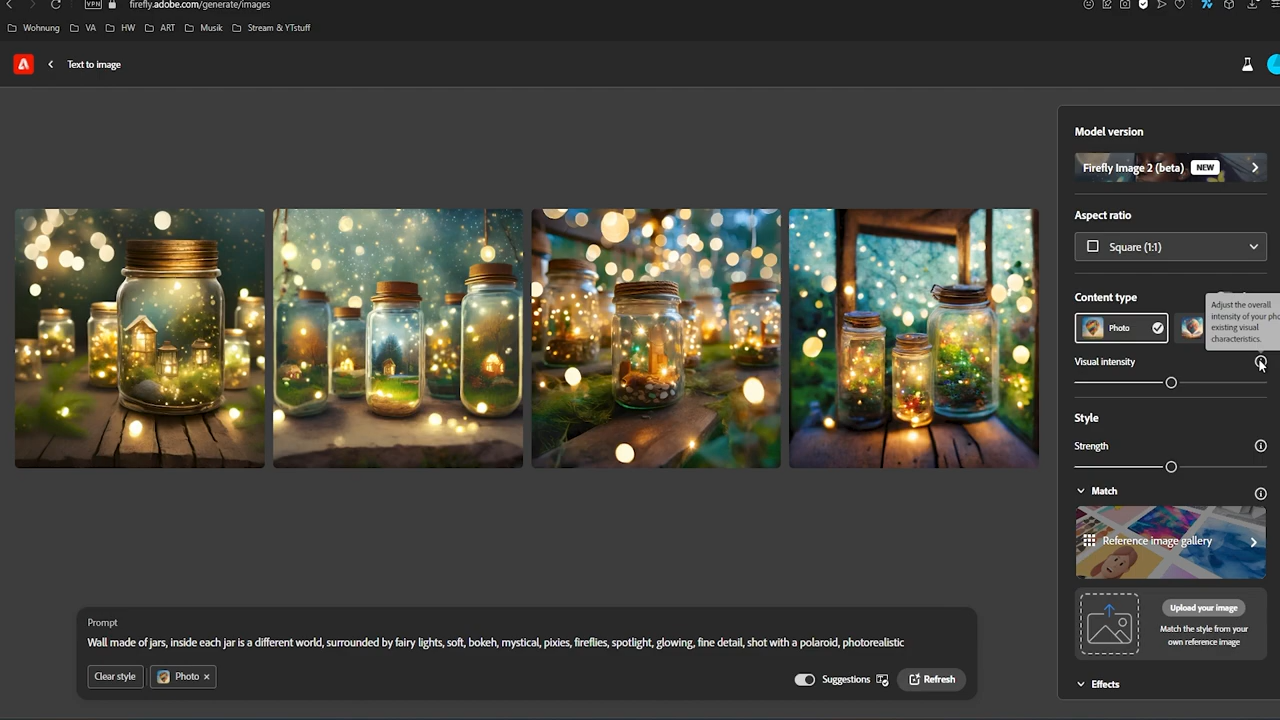 VPN firefly.adobe.com/generate/images
Wohnung VA HW ART Musik Stream & YTstuff
Text to image
Model version
Firefly Image 2 (beta) NEW
Aspect ratio
Square (1:1)
Content type
Photo
Adjust the overall
intensity of your
existing visual
characteristics.
Visual intensity
Style
Strength
Match
Reference image gallery
Upload your image
Match the style from your
own reference image
Effects
Prompt
Wall made of jars, inside each jar is a different world, surrounded by fairy lights, soft, bokeh, mystical, pixies, fireflies, spotlight, glowing, fine detail, shot with a polaroid, photorealistic
Clear style Photo × Suggestions Refresh